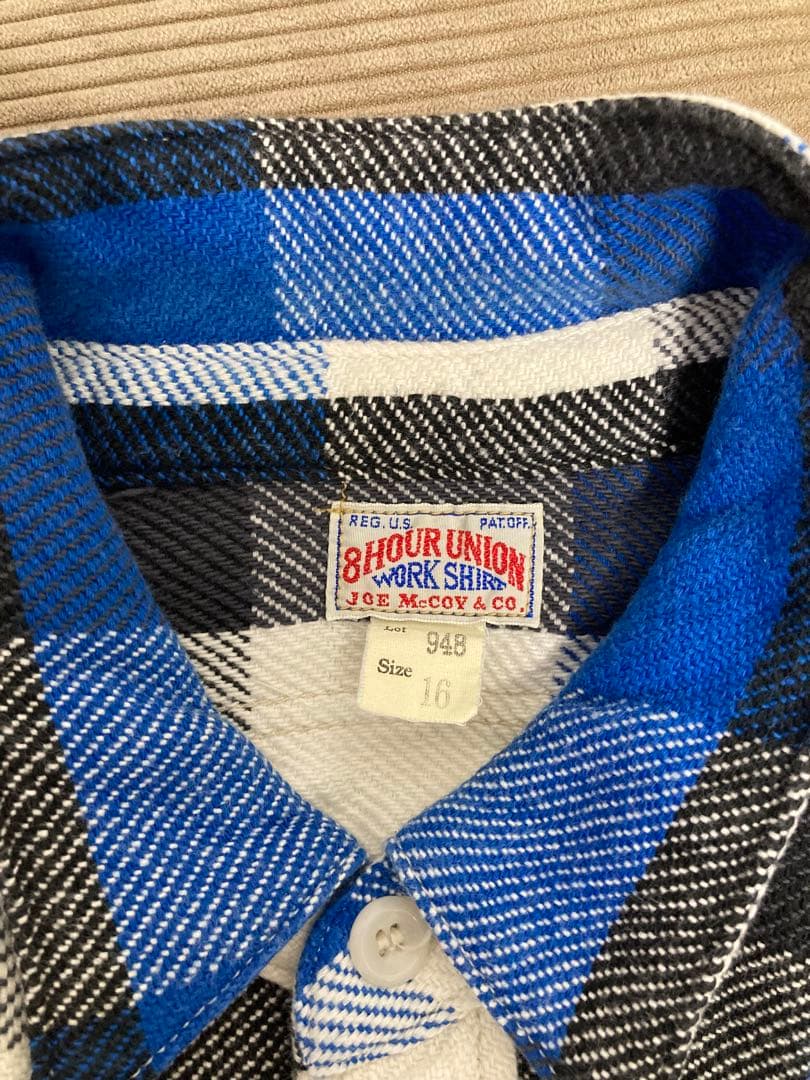 REG. U.S. PAT.OFF.
8 HOUR UNION
WORK SHIRT
JOE McCOY & CO.
Lot 948
Size 16